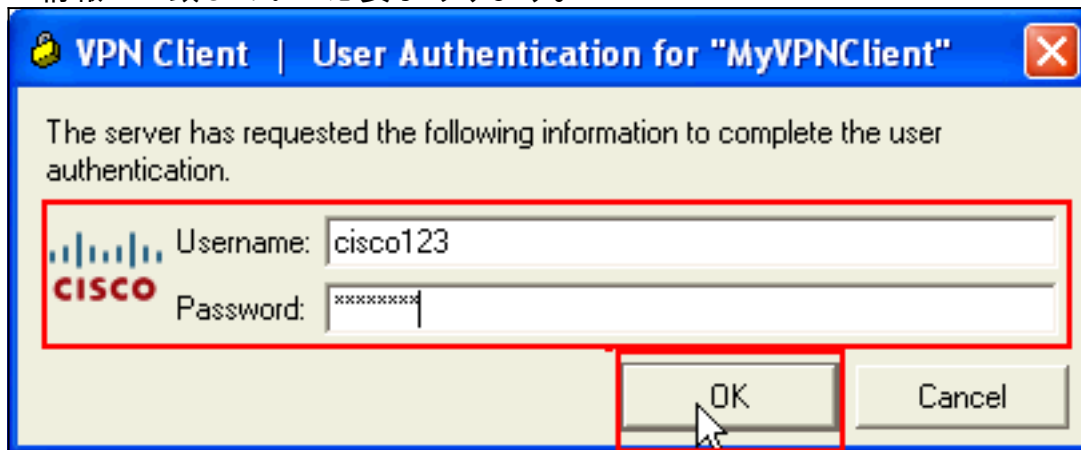 VPN Client | User Authentication for "MyVPNClient"
The server has requested the following information to complete the user
authentication.
CISCO
Username: cisco123
Password: ********
OK Cancel